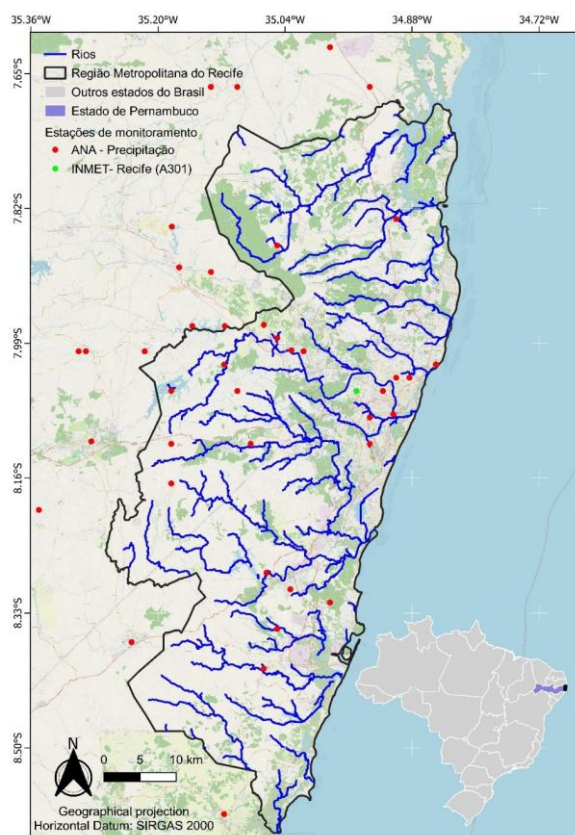 35.36°W 35.20°W 35.04°W 34.88°W 34.72°W
7.65°S
7.82°S
7.99°S
8.16°S
8.33°S
8.50°S
Rios
Região Metropolitana do Recife
Outros estados do Brasil
Estado de Pernambuco
Estações de monitoramento
ANA - Precipitação
INMET- Recife (A301)
N
0 5 10 km
Geographical projection
Horizontal Datum: SIRGAS 2000